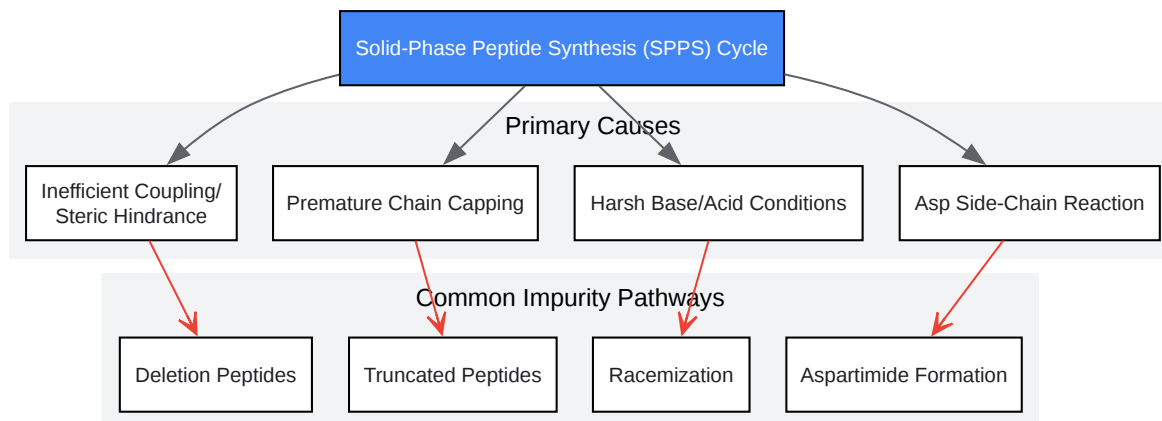 Solid-Phase Peptide Synthesis (SPPS) Cycle
Primary Causes
Inefficient Coupling/
Steric Hindrance
Premature Chain Capping
Harsh Base/Acid Conditions
Asp Side-Chain Reaction
Common Impurity Pathways
Deletion Peptides
Truncated Peptides
Racemization
Aspartimide Formation